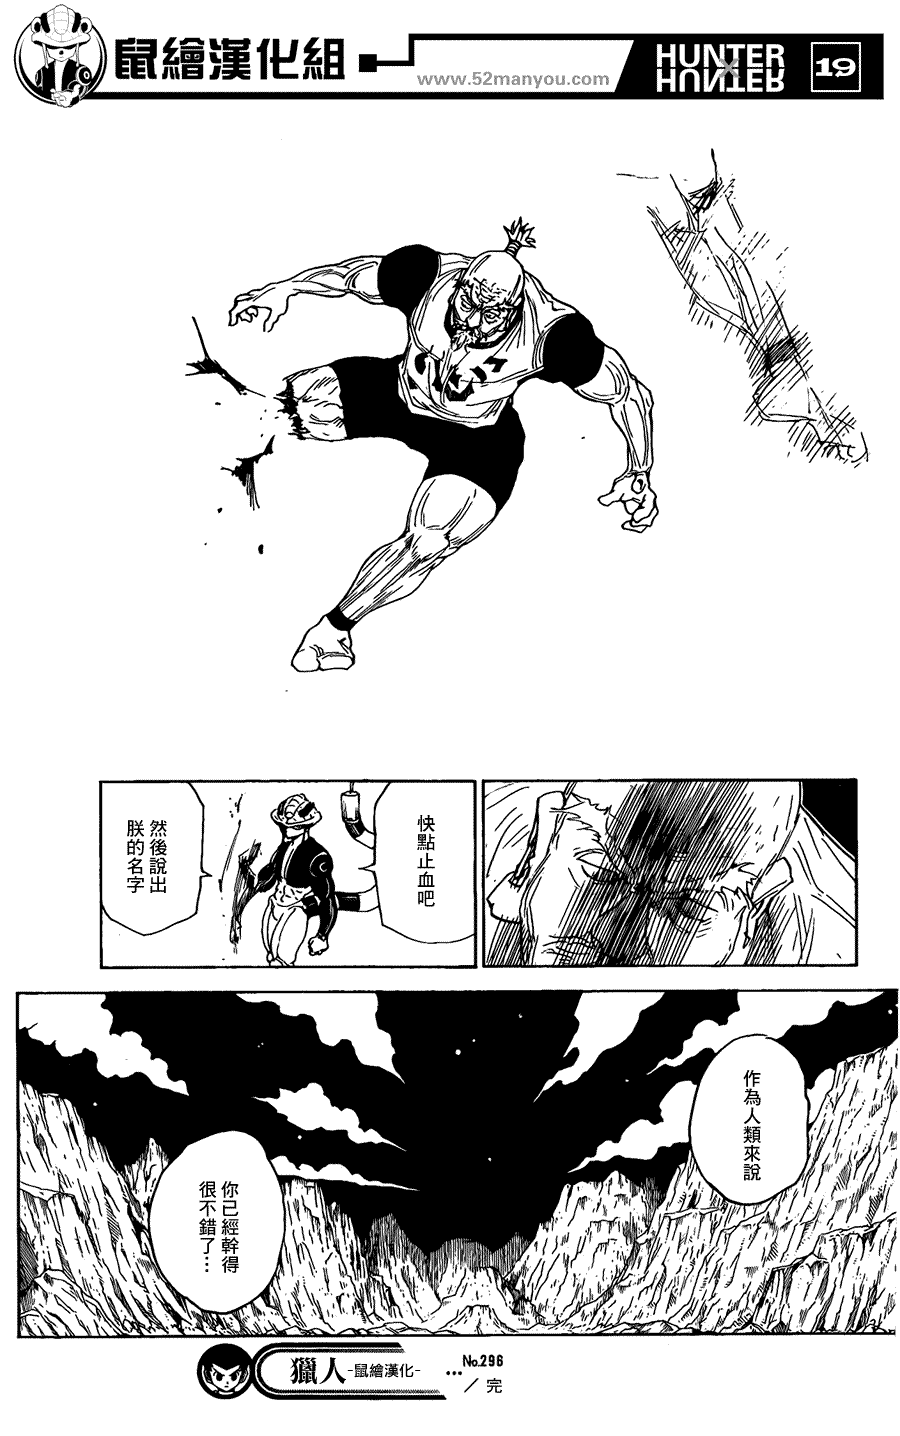 鼠繪漢化組
www.52manyou.com
HUNTER
HUNTER
19
快點止血吧
然後說出
朕的名字
作為人類來說
你已經幹得
很不錯了…
獵人 -鼠繪漢化-
…
No.296
／完